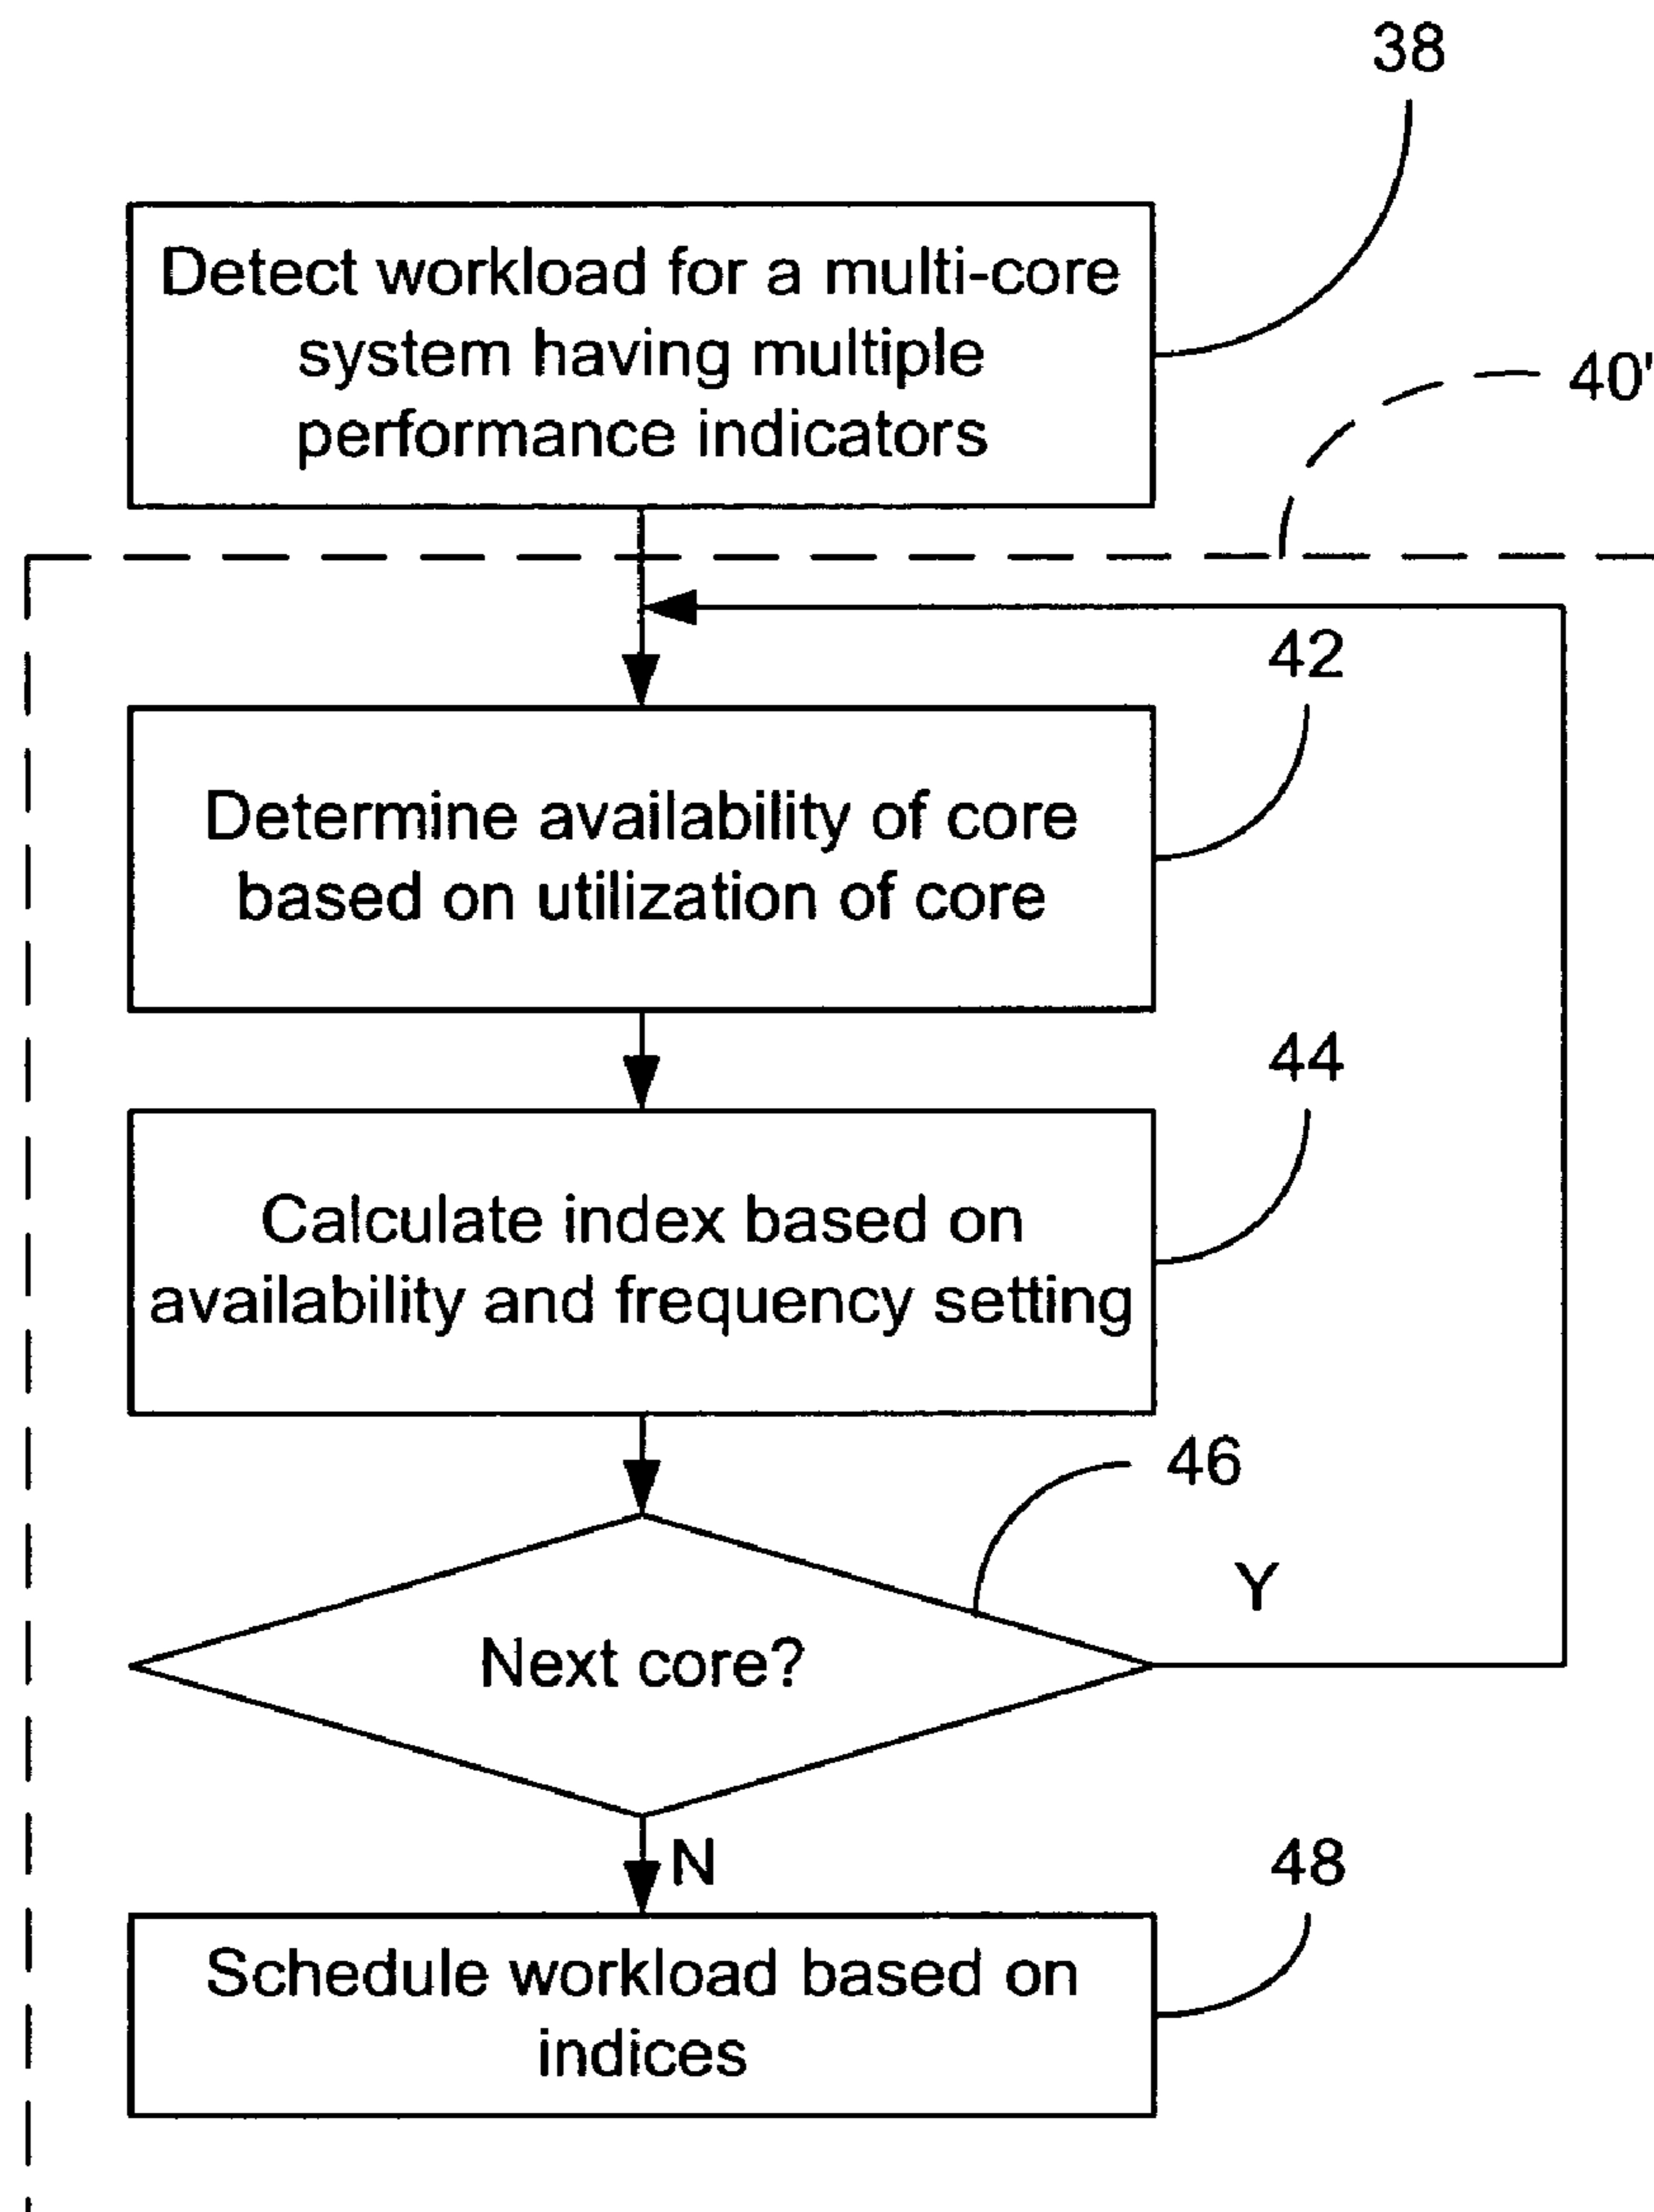 38
Detect workload for a multi-core
system having multiple
performance indicators
40'
42
Determine availability of core
based on utilization of core
44
Calculate index based on
availability and frequency setting
46
Y
Next core?
N
48
Schedule workload based on
indices